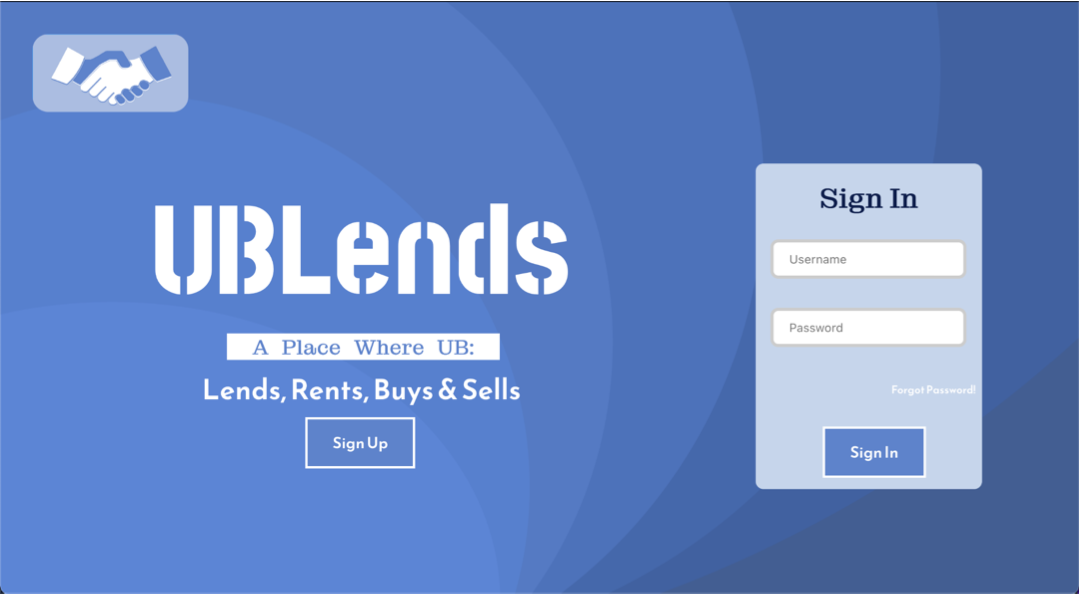 UBLends
A Place Where UB:
Lends, Rents, Buys & Sells
Sign Up
Sign In
Username
Password
Forgot Password!
Sign In